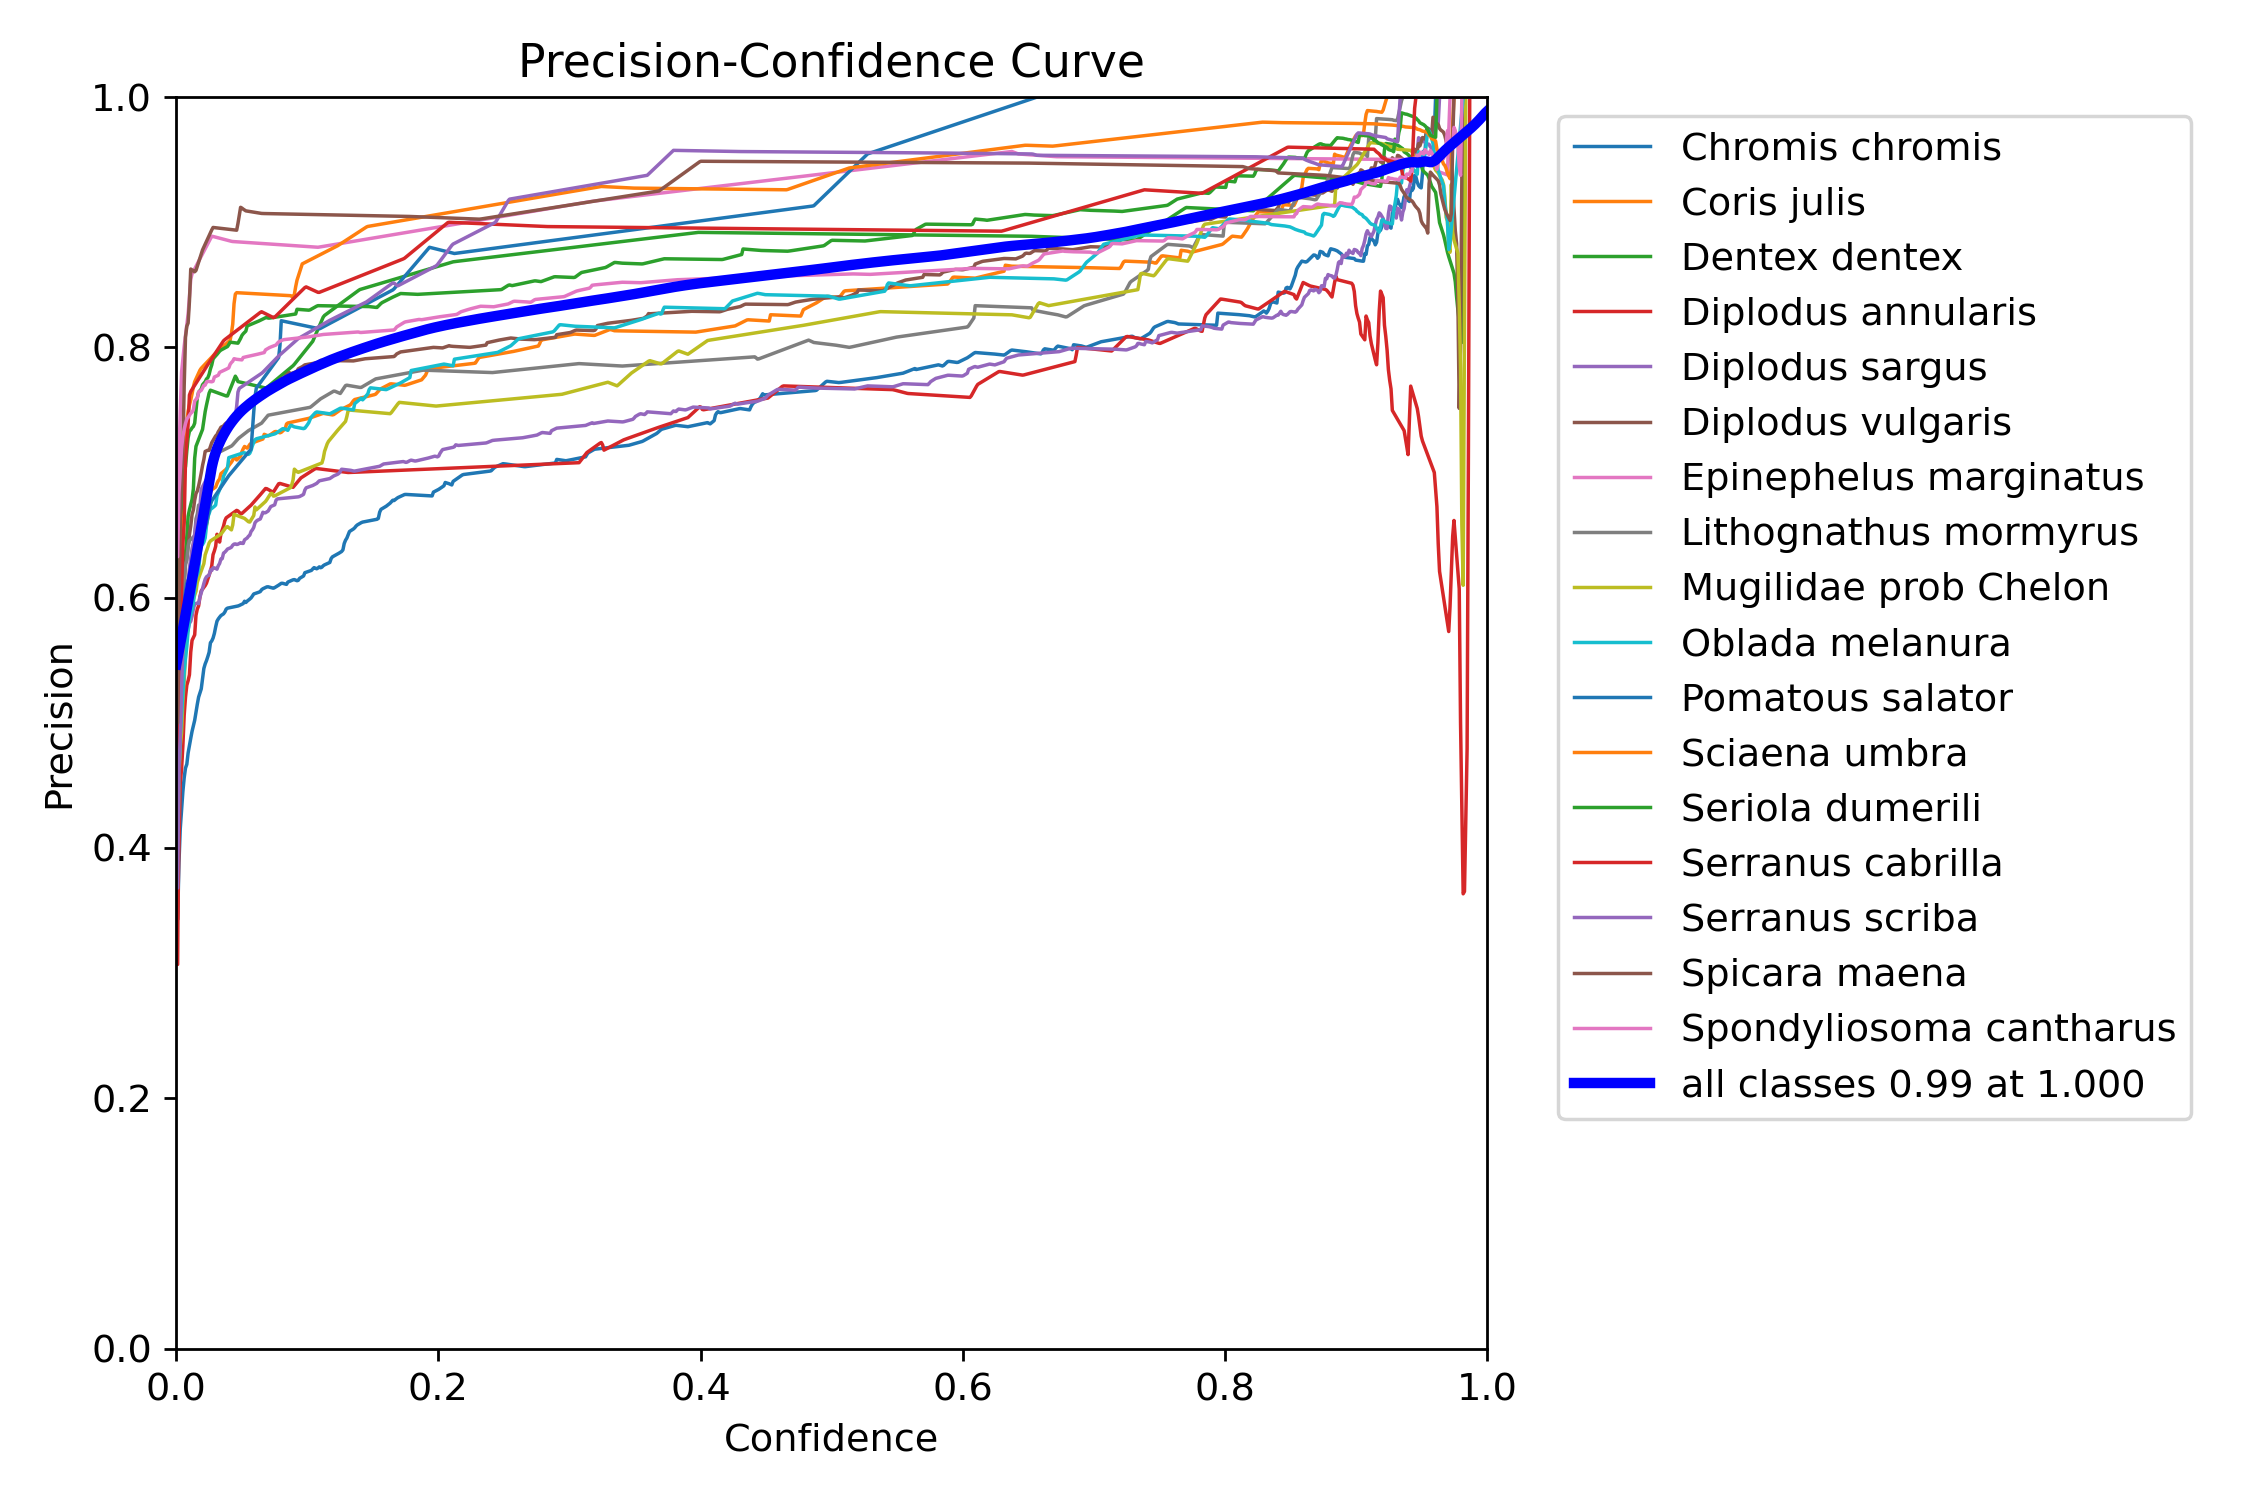 Precision-Confidence Curve
1.0
0.8
0.6
0.4
0.2
0.0
Precision
0.0 0.2 0.4 0.6 0.8 1.0
Confidence
Chromis chromis
Coris julis
Dentex dentex
Diplodus annularis
Diplodus sargus
Diplodus vulgaris
Epinephelus marginatus
Lithognathus mormyrus
Mugilidae prob Chelon
Oblada melanura
Pomatous salator
Sciaena umbra
Seriola dumerili
Serranus cabrilla
Serranus scriba
Spicara maena
Spondyliosoma cantharus
all classes 0.99 at 1.000